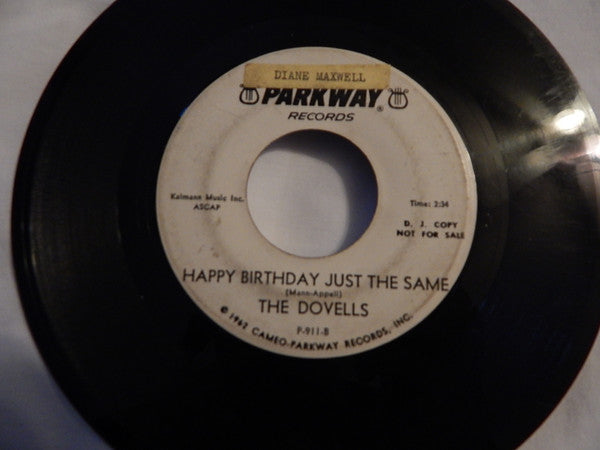 DIANE MAXWELL
PARKWAY®
RECORDS
Kalmann Music Inc.
ASCAP
Time: 2:34
D. J. COPY
NOT FOR SALE
HAPPY BIRTHDAY JUST THE SAME
(Mann-Appell)
THE DOVELLS
P-911-B
© 1962 CAMEO-PARKWAY RECORDS, INC.